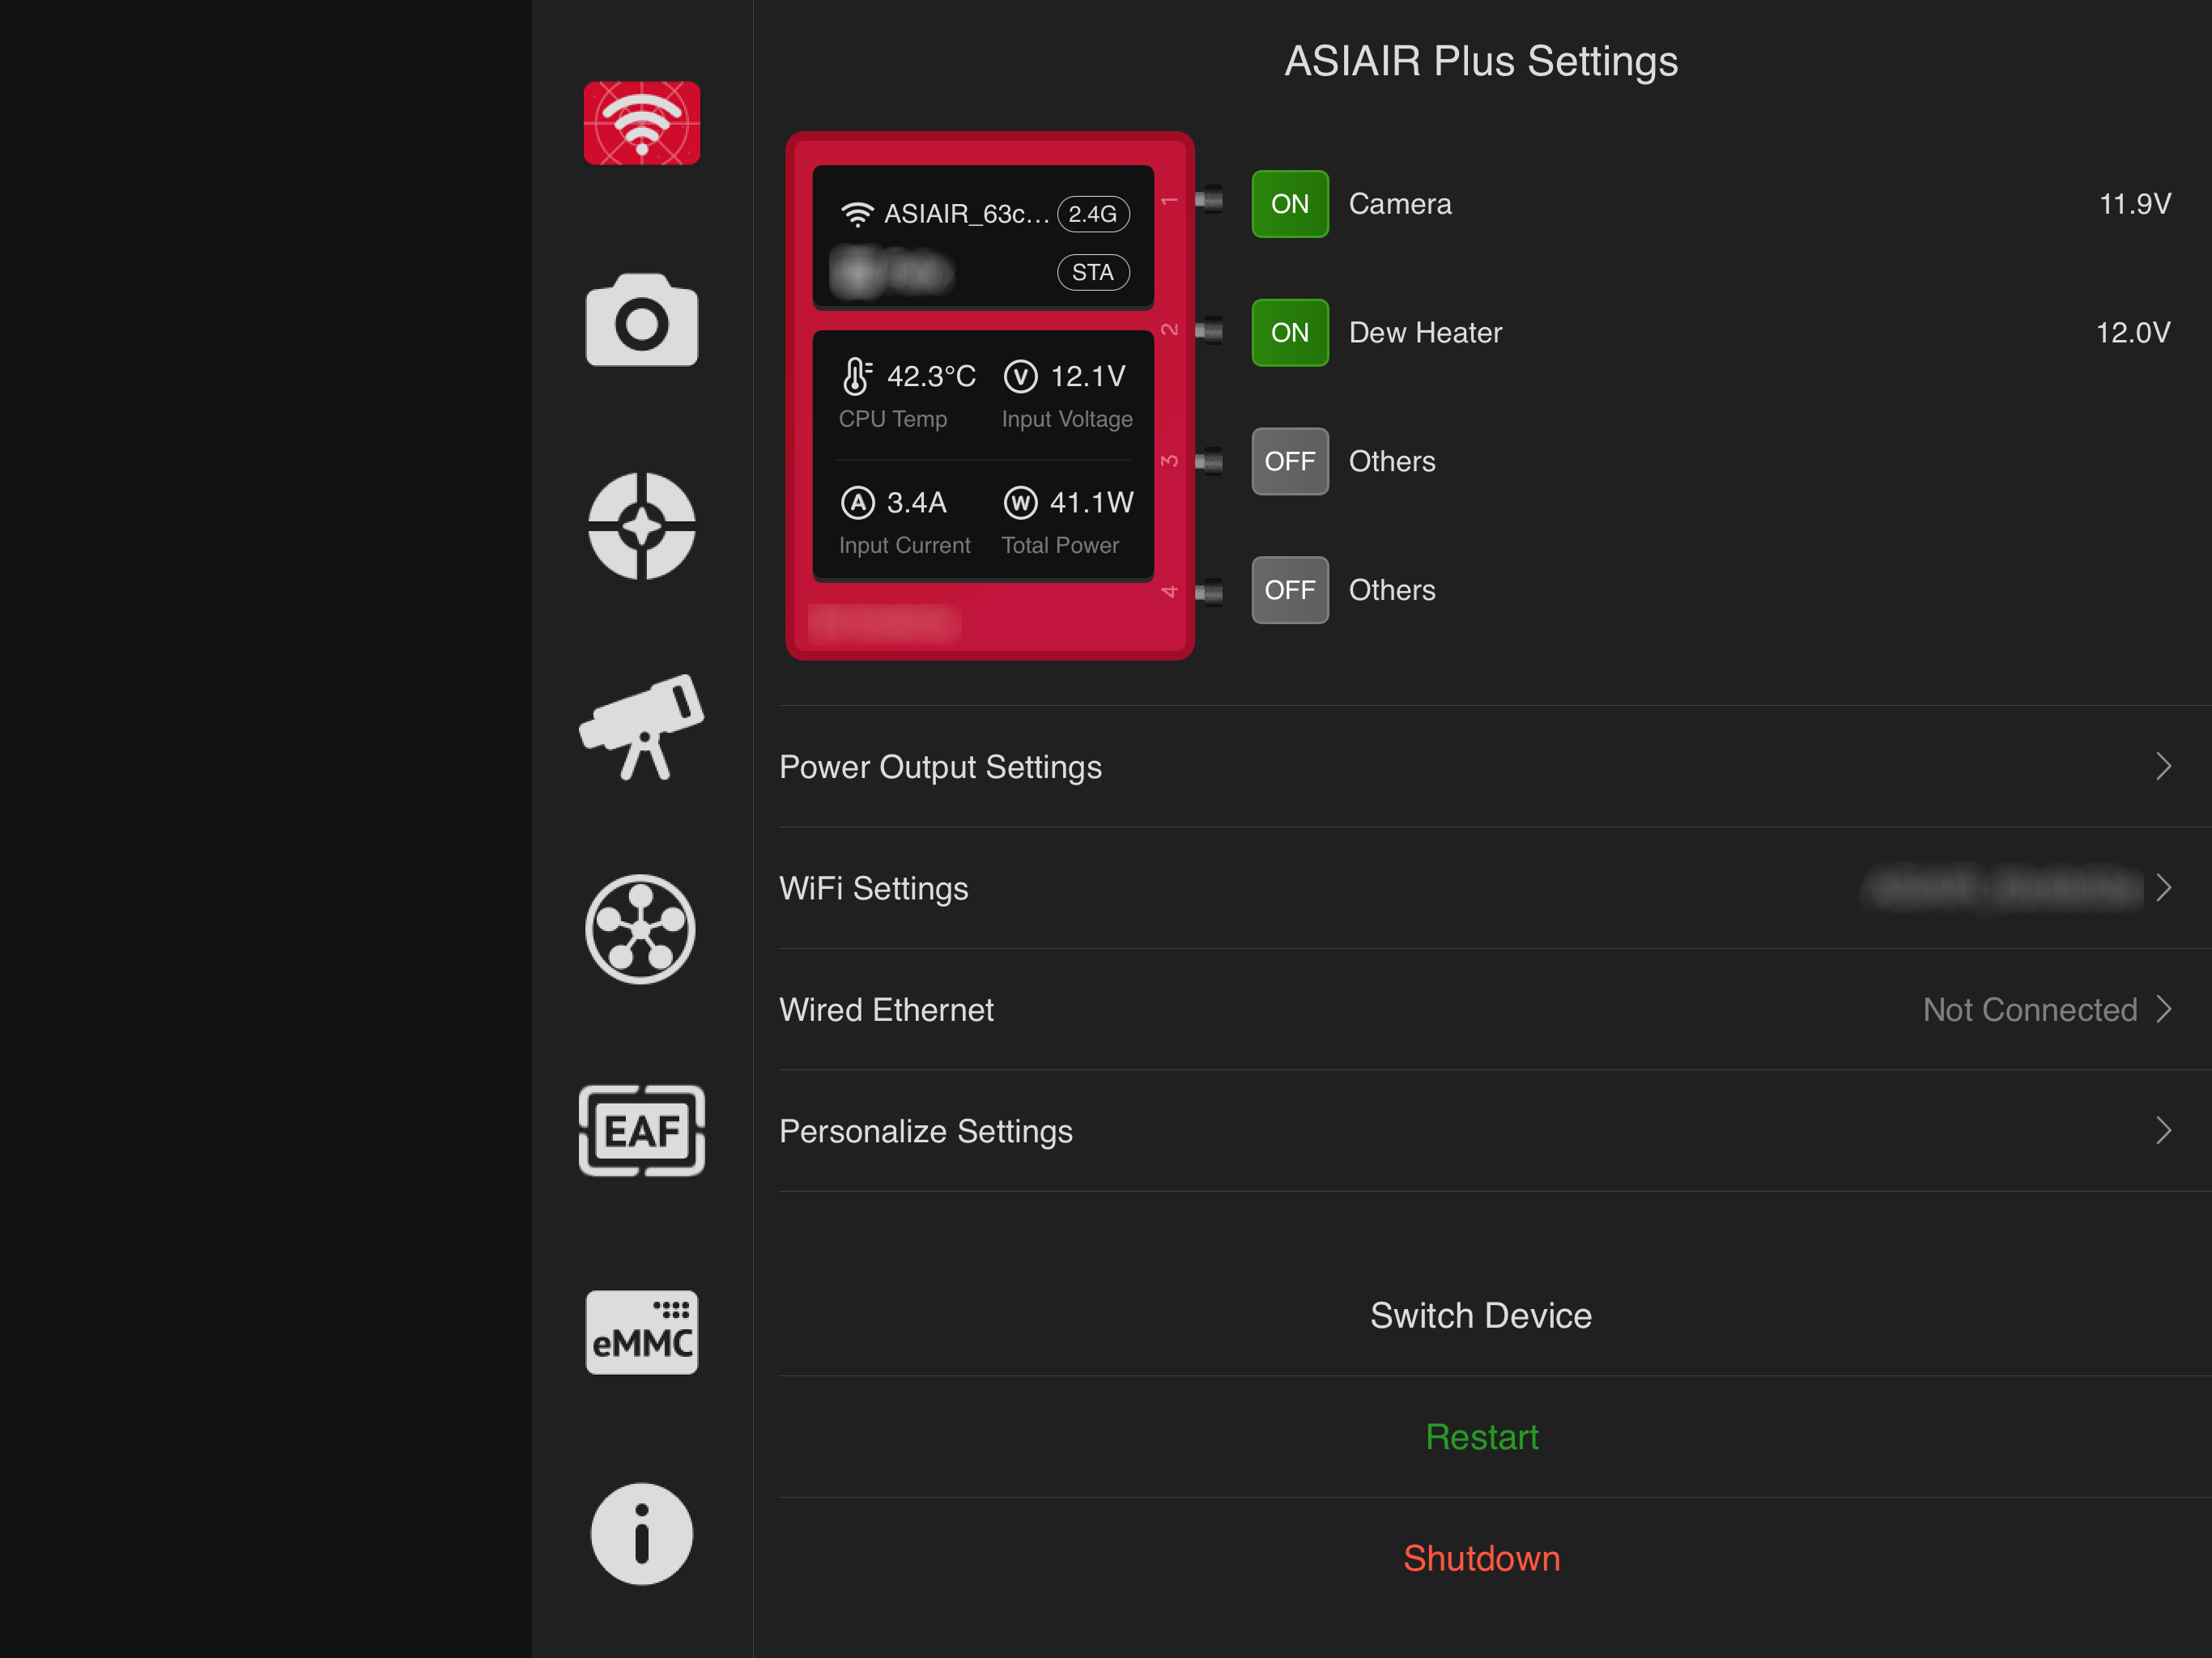 ASIAIR Plus Settings
ASIAIR_63c... 2.4G
STA
42.3°C 12.1V
CPU Temp Input Voltage
3.4A 41.1W
A V W
Input Current Total Power
1 ON Camera 11.9V
2 ON Dew Heater 12.0V
3 OFF Others
4 OFF Others
Power Output Settings
WiFi Settings
Wired Ethernet Not Connected
Personalize Settings
EAF
eMMC
i
Switch Device
Restart
Shutdown